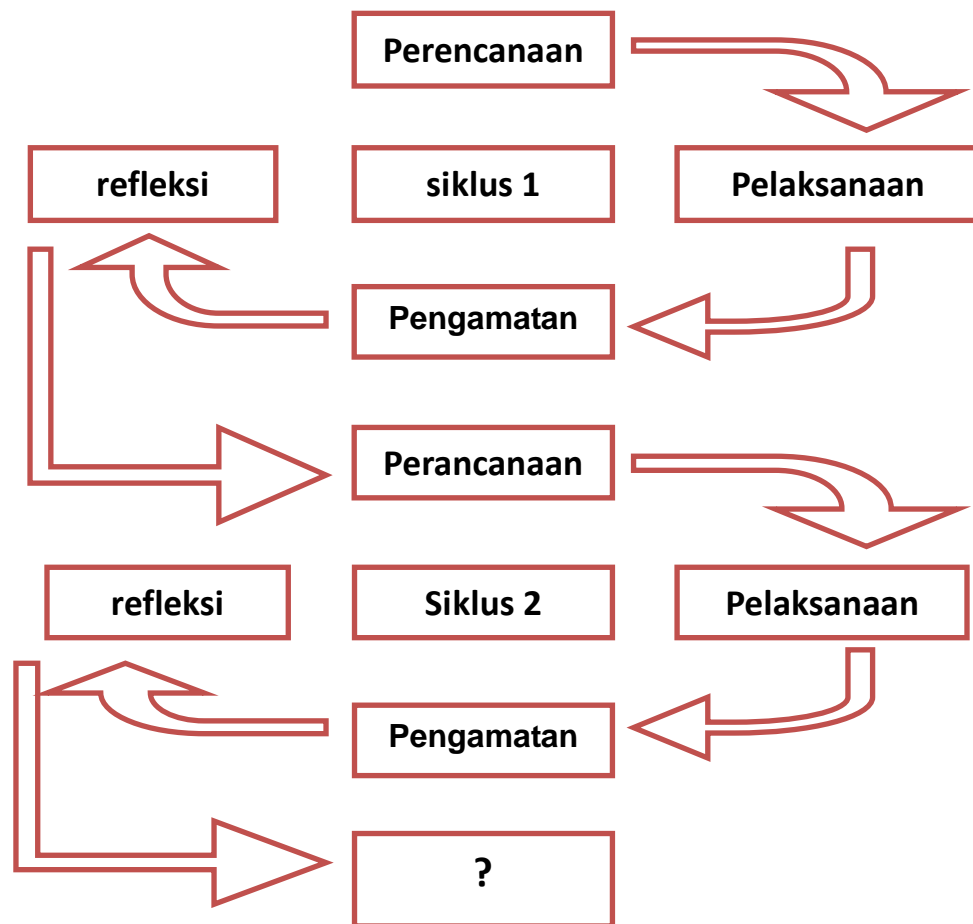 Perencanaan
refleksi
siklus 1
Pelaksanaan
Pengamatan
Perancanaan
refleksi
Siklus 2
Pelaksanaan
Pengamatan
?